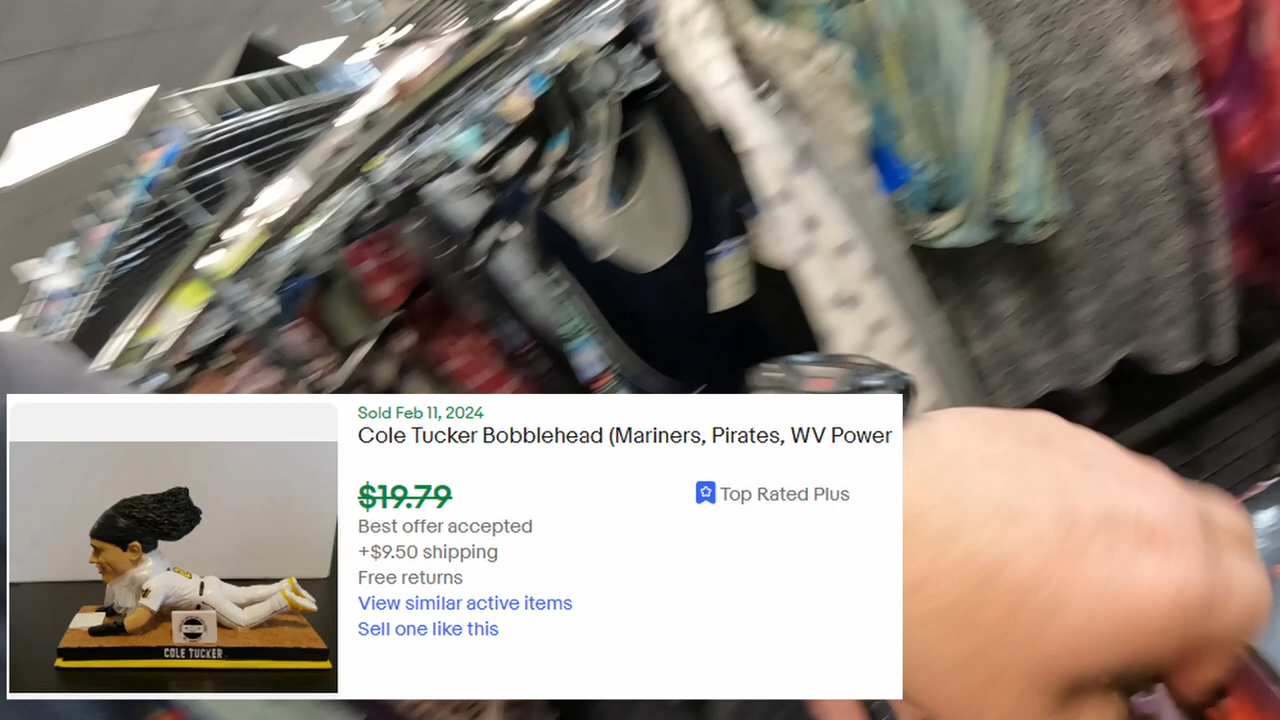 Sold Feb 11, 2024
Cole Tucker Bobblehead (Mariners, Pirates, WV Power
$19.79
Top Rated Plus
Best offer accepted
+$9.50 shipping
Free returns
View similar active items
Sell one like this
COLE TUCKER